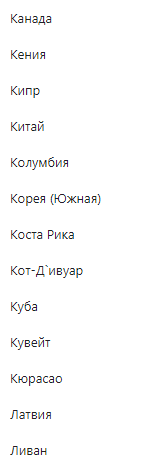 Канада
Кения
Кипр
Китай
Колумбия
Корея (Южная)
Коста Рика
Кот-Д`ивуар
Куба
Кувейт
Кюрасао
Латвия
Ливан